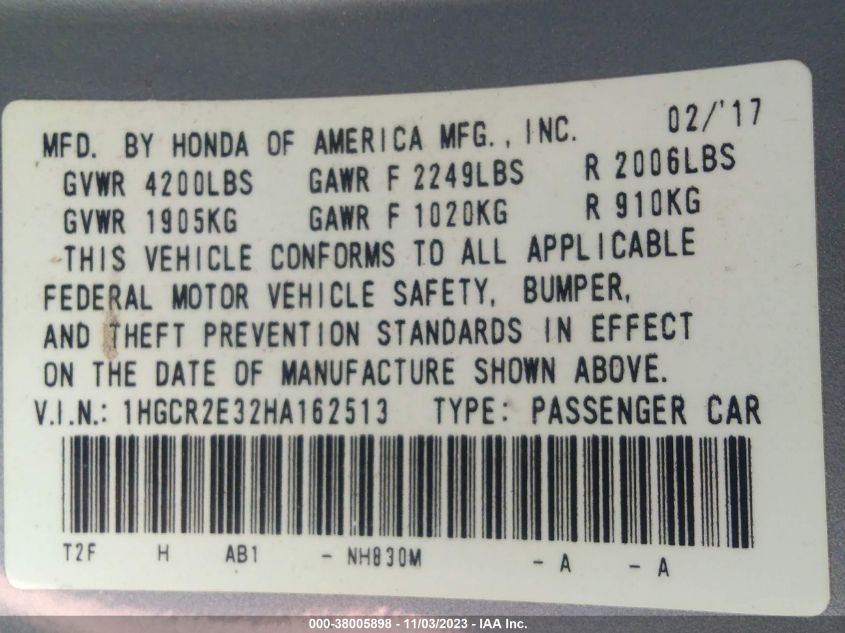 MFD. BY HONDA OF AMERICA MFG., INC. 02/'17
GVWR 4200LBS GAWR F 2249LBS R 2006LBS
GVWR 1905KG GAWR F 1020KG R 910KG
THIS VEHICLE CONFORMS TO ALL APPLICABLE
FEDERAL MOTOR VEHICLE SAFETY, BUMPER,
AND THEFT PREVENTION STANDARDS IN EFFECT
ON THE DATE OF MANUFACTURE SHOWN ABOVE.
V.I.N.: 1HGCR2E32HA162513 TYPE: PASSENGER CAR
T2F H AB1 - NH830M - A - A
000-38005898 - 11/03/2023 - IAA Inc.